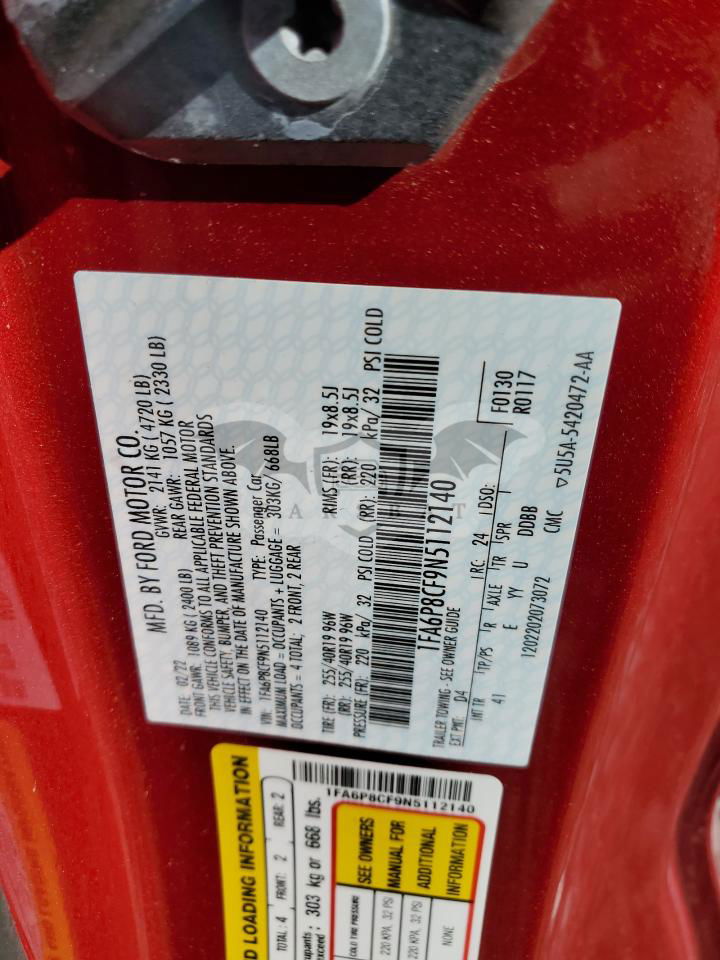 MFD. BY FORD MOTOR CO.
DATE: 02/22 GVWR: 2141 KG ( 4720 LB)
FRONT GAWR: 1089 KG ( 2400 LB) REAR GAWR: 1057 KG ( 2330 LB)
THIS VEHICLE CONFORMS TO ALL APPLICABLE FEDERAL MOTOR
VEHICLE SAFETY, BUMPER, AND THEFT PREVENTION STANDARDS
IN EFFECT ON THE DATE OF MANUFACTURE SHOWN ABOVE.
VIN: 1FA6P8CF9N5112140 TYPE: Passenger Car
MAXIMUM LOAD = OCCUPANTS + LUGGAGE = 303KG/ 668LB
OCCUPANTS = 4 TOTAL; 2 FRONT, 2 REAR
TIRE (FR): 255/40R19 96W RIMS (FR): 19x8.5J
(RR): 255/40R19 96W (RR): 19x8.5J
PRESSURE (FR): 220 kPa/ 32 PSI COLD (RR): 220 kPa/ 32 PSI COLD
1FA6P8CF9N5112140
TRAILER TOWING - SEE OWNER GUIDE
EXT PNT: D4 RC: 24 DSO: F0130
R0117
INT TR TP/PS R AXLE TR SPR
41 E YY U DDBB
1202202073072 CMC ▽5U5A-5420472-AA
1FA6P8CF9N5112140
D LOADING INFORMATION
TOTAL: 4 FRONT: 2 REAR: 2
upants exceed: 303 kg or 668 lbs.
COLD TIRE PRESSURE
220 KPA, 32 PSI
220 KPA, 32 PSI
NONE
SEE OWNERS
MANUAL FOR
ADDITIONAL
INFORMATION